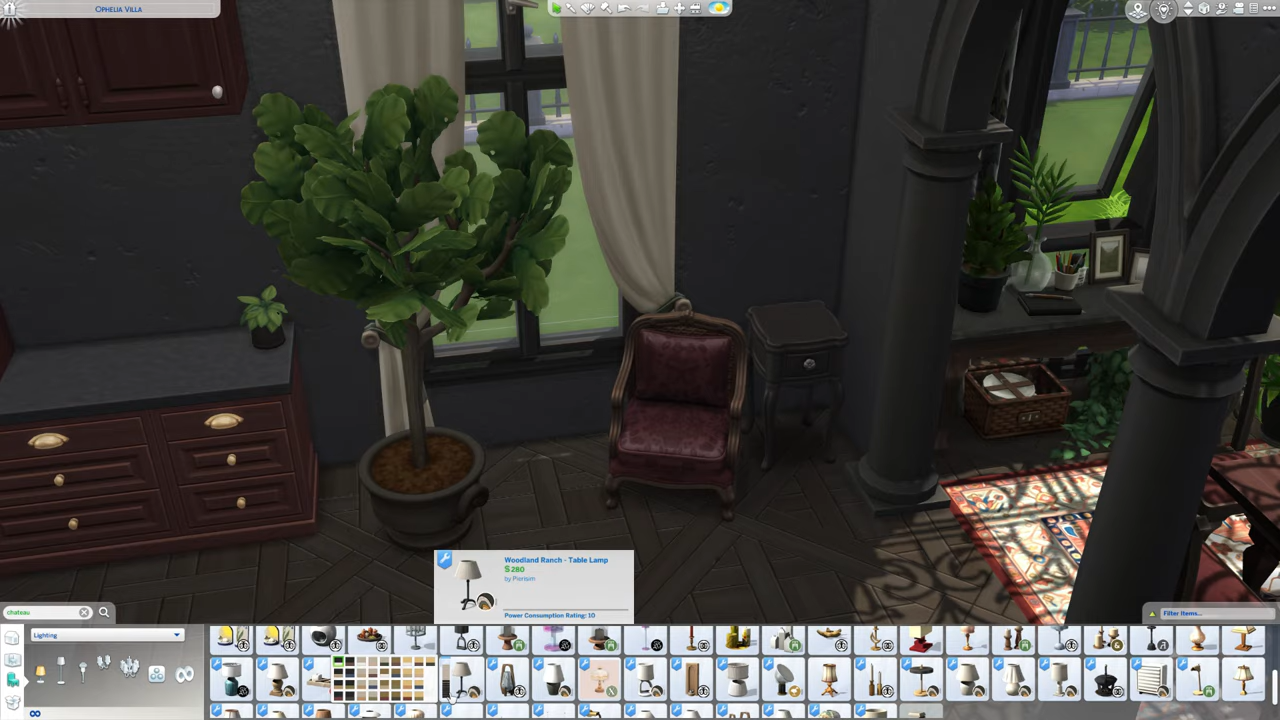 OPHELIA VILLA
Woodland Ranch - Table Lamp
§280
by Pierisim
Power Consumption Rating: 10
chateau
Filter Items...
Lighting